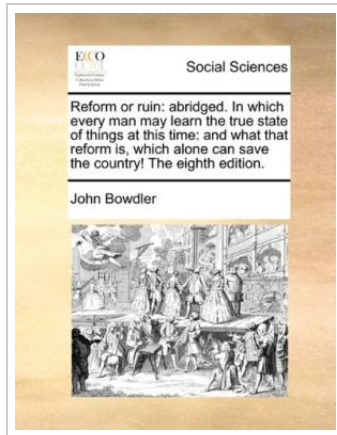 ECCO
Social Sciences
Reform or ruin: abridged. In which
every man may learn the true state
of things at this time: and what that
reform is, which alone can save
the country! The eighth edition.
John Bowdler